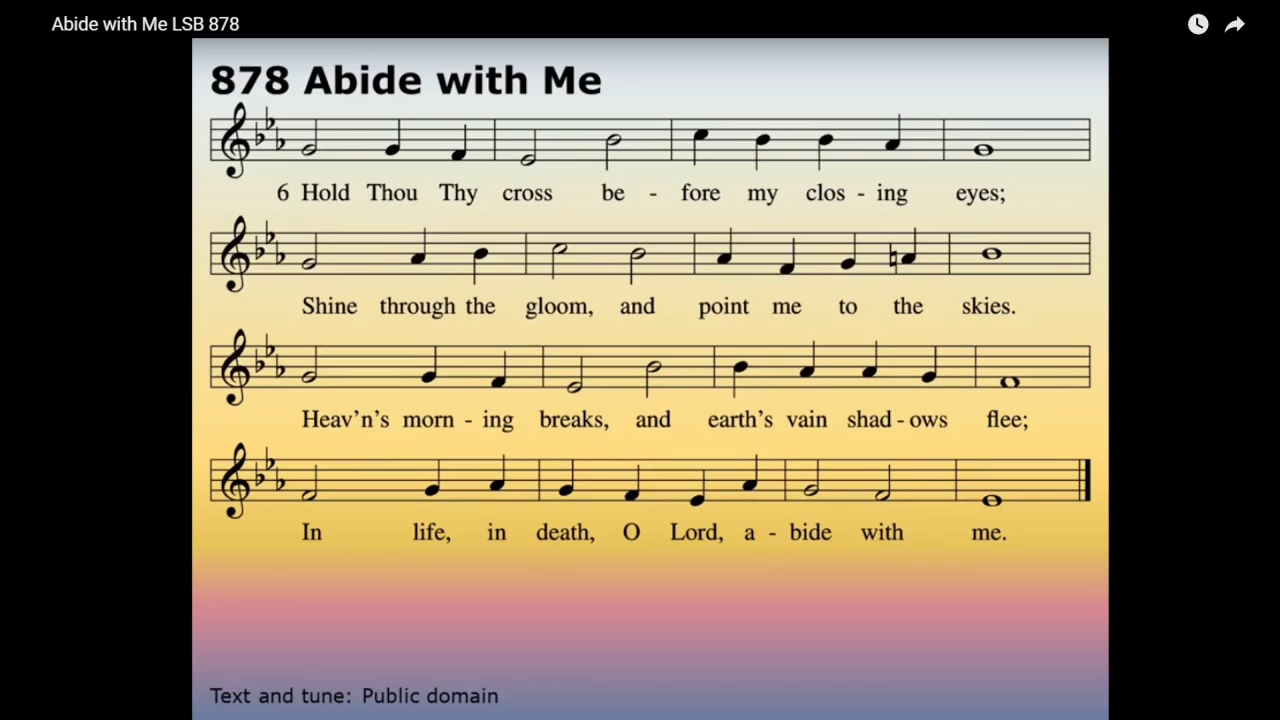 Abide with Me LSB 878
878 Abide with Me
6 Hold Thou Thy cross be - fore my clos - ing eyes;
Shine through the gloom, and point me to the skies.
Heav'n's morn - ing breaks, and earth's vain shad - ows flee;
In life, in death, O Lord, a - bide with me.
Text and tune: Public domain